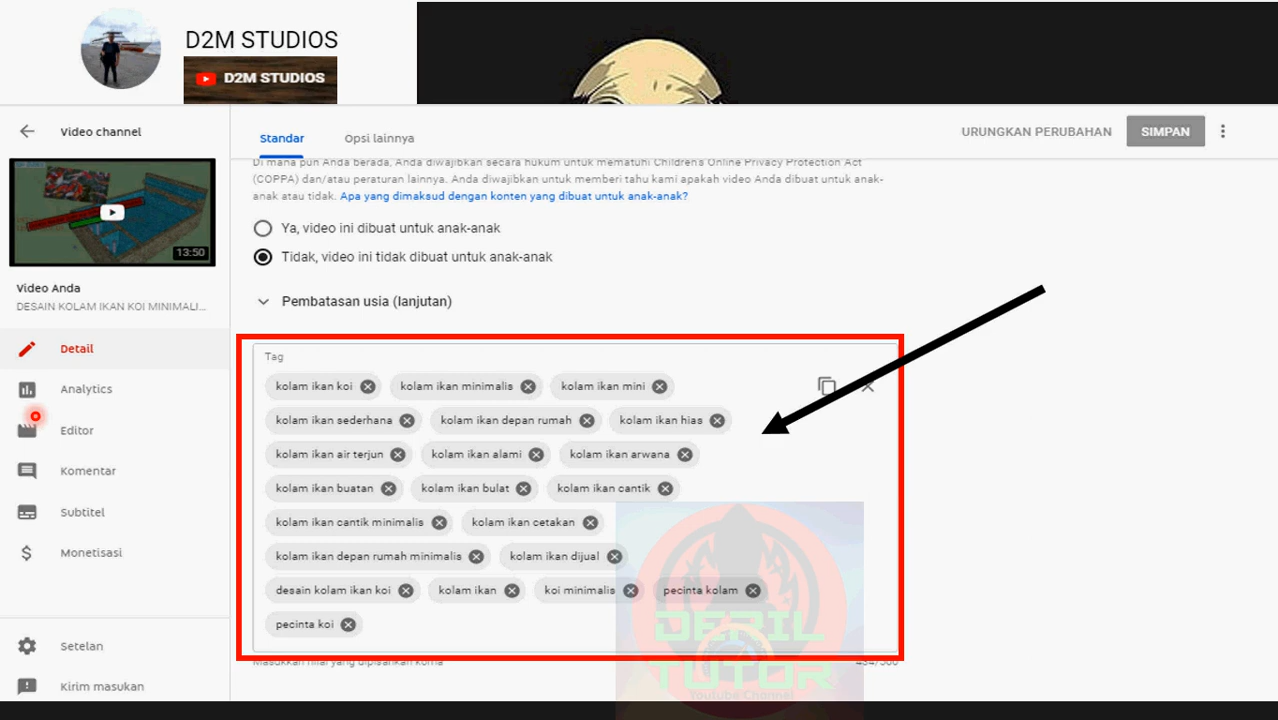 D2M STUDIOS
D2M STUDIOS
Video channel
Standar
Opsi lainnya
URUNGKAN PERUBAHAN
SIMPAN
Di mana pun Anda berada, Anda diwajibkan secara hukum untuk mematuhi Children's Online Privacy Protection Act
(COPPA) dan/atau peraturan lainnya. Anda diwajibkan untuk memberi tahu kami apakah video Anda dibuat untuk anak-
anak atau tidak. Apa yang dimaksud dengan konten yang dibuat untuk anak-anak?
Ya, video ini dibuat untuk anak-anak
Tidak, video ini tidak dibuat untuk anak-anak
Pembatasan usia (lanjutan)
13:50
Video Anda
DESAIN KOLAM IKAN KOI MINIMALI...
Detail
Analytics
Editor
Komentar
Subtitel
Monetisasi
Setelan
Kirim masukan
Tag
kolam ikan koi kolam ikan minimalis kolam ikan mini
kolam ikan sederhana kolam ikan depan rumah kolam ikan hias
kolam ikan air terjun kolam ikan alami kolam ikan arwana
kolam ikan buatan kolam ikan bulat kolam ikan cantik
kolam ikan cantik minimalis kolam ikan cetakan
kolam ikan depan rumah minimalis kolam ikan dijual
desain kolam ikan koi kolam ikan koi minimalis pecinta kolam
pecinta koi
Masukkan nilai yang dipisahkan koma
434/500
DERIL
TUTOR
YouTube Channel